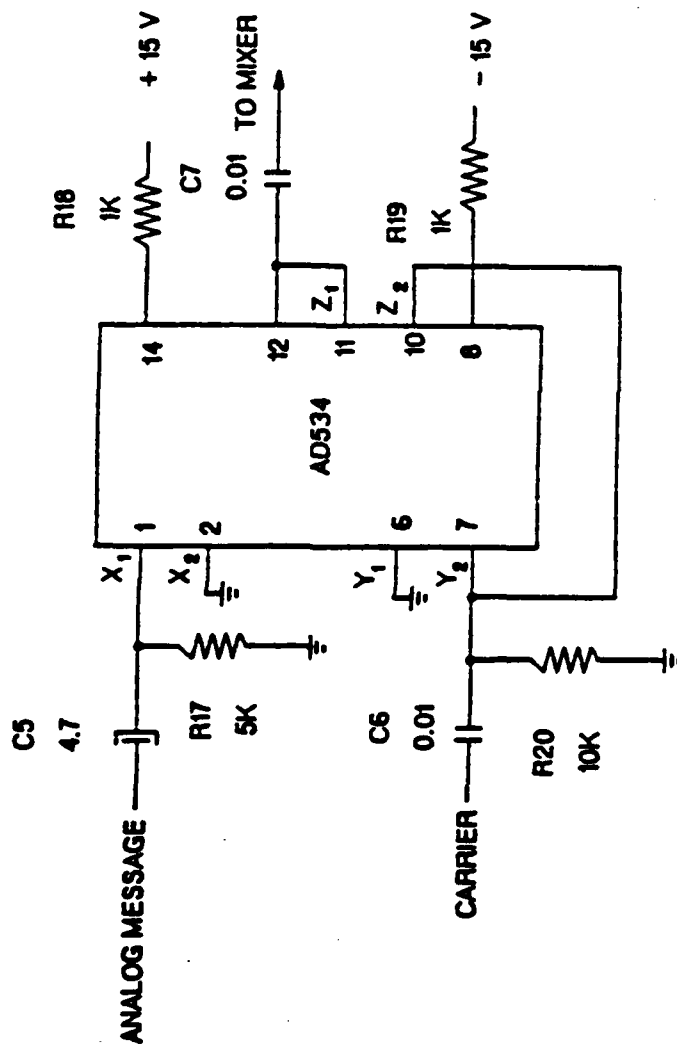 R18
1K
+ 15 V
C7
0.01
TO MIXER
C5
4.7
ANALOG MESSAGE
R17
5K
X1
1
X2
2
14
12
AD534
Z1
11
Z2
10
R19
1K
- 15 V
Y1
6
Y2
7
8
C6
0.01
CARRIER
R20
10K